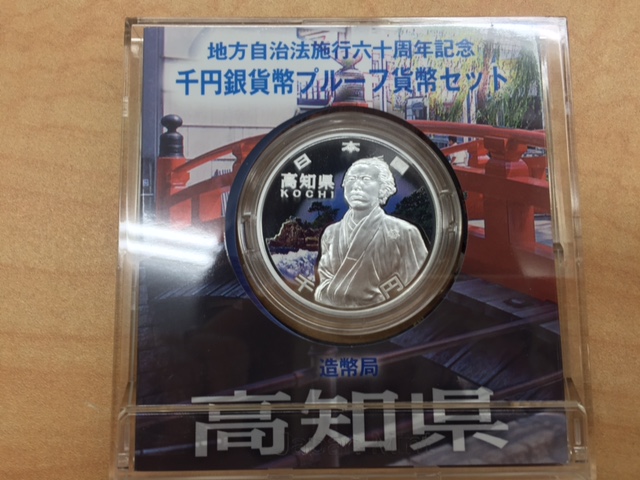 地方自治法施行六十周年記念
千円銀貨幣プルーフ貨幣セット
日本国
高知県
KOCHI
千円
造幣局
高知県